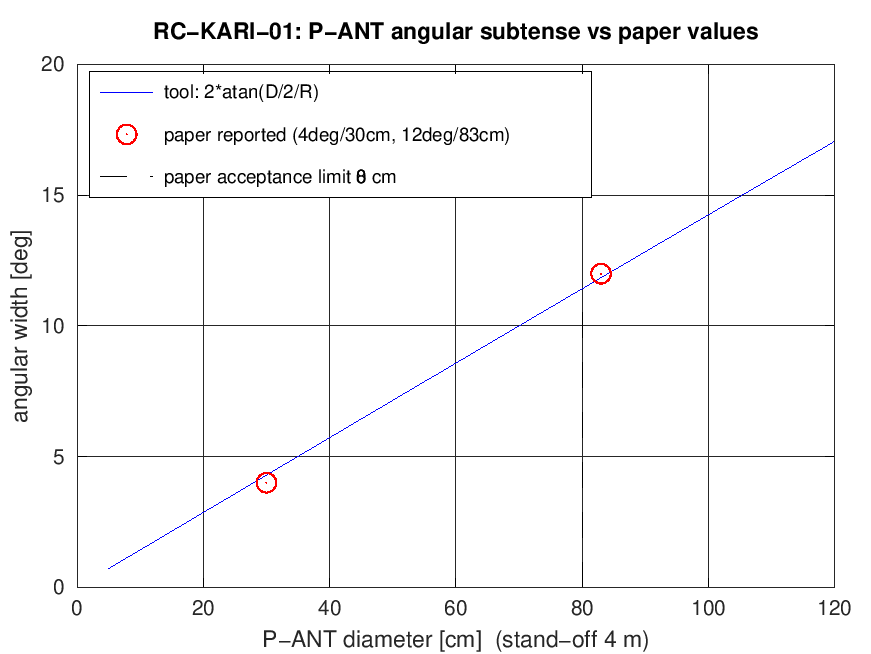 RC−KARI−01: P−ANT angular subtense vs paper values
20
15
10
5
0
angular width [deg]
tool: 2*atan(D/2/R)
paper reported (4deg/30cm, 12deg/83cm)
paper acceptance limit cm
0 20 40 60 80 100 120
P−ANT diameter [cm] (stand−off 4 m)